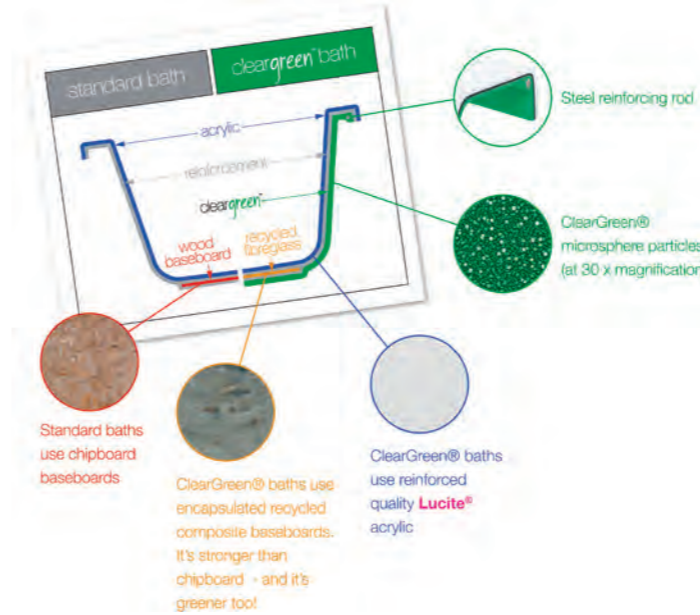 standard bath
cleargreen™ bath
acrylic
reinforcement
cleargreen™
wood
baseboard
recycled
fibreglass
Steel reinforcing rod
ClearGreen®
microsphere particles
(at 30 x magnification
Standard baths
use chipboard
baseboards
ClearGreen® baths use
encapsulated recycled
composite baseboards.
It's stronger than
chipboard - and it's
greener too!
ClearGreen® baths
use reinforced
quality Lucite®
acrylic